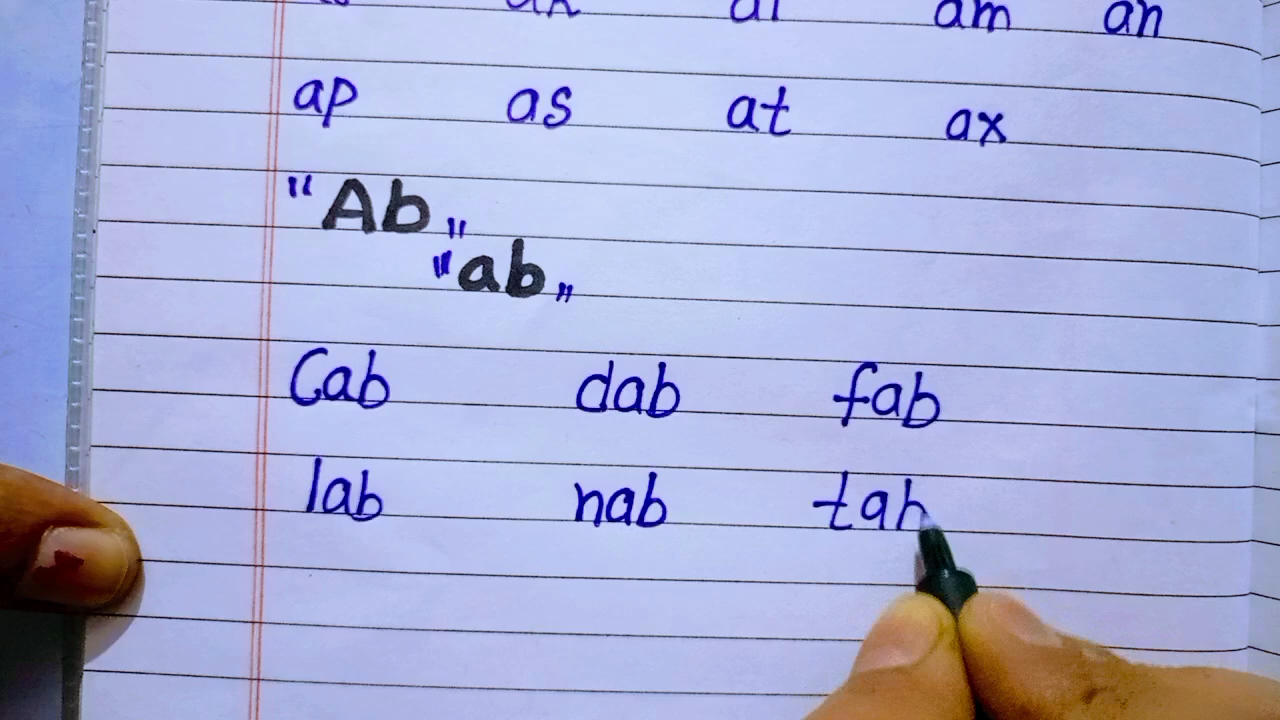 am an
ap as at ax
"Ab"
"ab"
Cab dab fab
lab nab tab